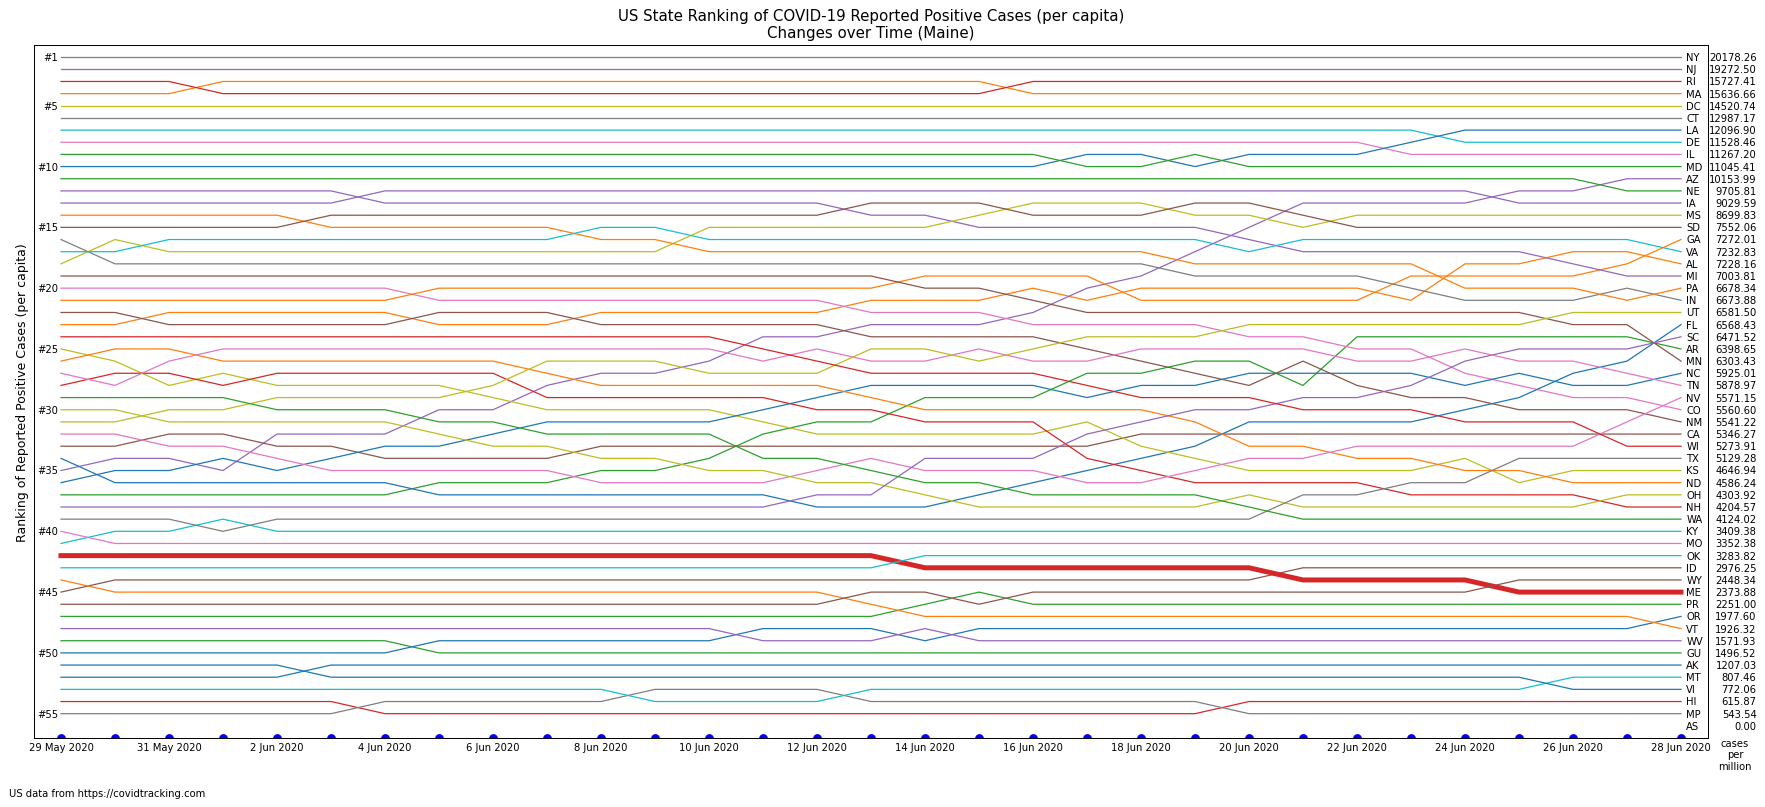 US State Ranking of COVID-19 Reported Positive Cases (per capita)
Changes over Time (Maine)
Ranking of Reported Positive Cases (per capita)
#1
#5
#10
#15
#20
#25
#30
#35
#40
#45
#50
#55
NY 20178.26
NJ 19272.50
RI 15727.41
MA 15636.66
DC 14520.74
CT 12987.17
LA 12096.90
DE 11528.46
IL 11267.20
MD 11045.41
AZ 10153.99
NE 9705.81
IA 9029.59
MS 8699.83
SD 7552.06
GA 7272.01
VA 7232.83
AL 7228.16
MI 7003.81
PA 6678.34
IN 6673.88
UT 6581.50
FL 6568.43
SC 6471.52
AR 6398.65
MN 6303.43
NC 5925.01
TN 5878.97
NV 5571.15
CO 5560.60
NM 5541.22
CA 5346.27
WI 5273.91
TX 5129.28
KS 4646.94
ND 4586.24
OH 4303.92
NH 4204.57
WA 4124.02
KY 3409.38
MO 3352.38
OK 3283.82
ID 2976.25
WY 2448.34
ME 2373.88
PR 2251.00
OR 1977.60
VT 1926.32
WV 1571.93
GU 1496.52
AK 1207.03
MT 807.46
VI 772.06
HI 615.87
MP 543.54
AS 0.00
29 May 2020 31 May 2020 2 Jun 2020 4 Jun 2020 6 Jun 2020 8 Jun 2020 10 Jun 2020 12 Jun 2020 14 Jun 2020 16 Jun 2020 18 Jun 2020 20 Jun 2020 22 Jun 2020 24 Jun 2020 26 Jun 2020 28 Jun 2020
cases
per
million
US data from https://covidtracking.com